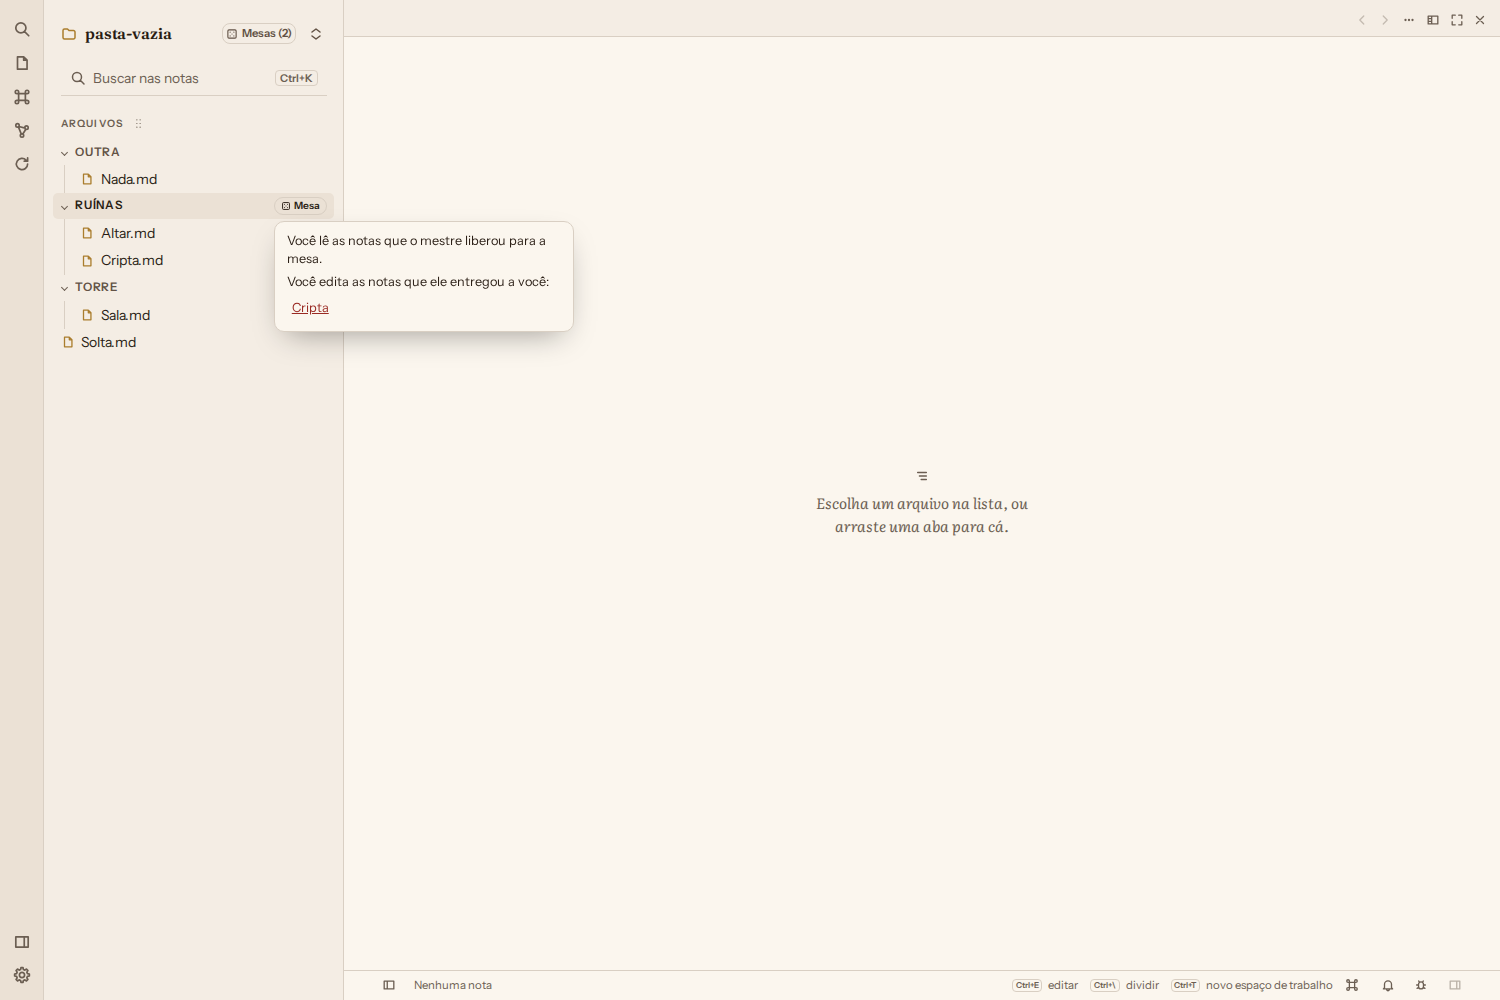 pasta-vazia
Mesas (2)
Buscar nas notas
Ctrl+K
ARQUIVOS
OUTRA
Nada.md
RUÍNAS
Mesa
Altar.md
Cripta.md
TORRE
Sala.md
Solta.md
Você lê as notas que o mestre liberou para a
mesa.
Você edita as notas que ele entregou a você:
Cripta
Escolha um arquivo na lista, ou
arraste uma aba para cá.
Nenhuma nota
Ctrl+E editar Ctrl+\ dividir Ctrl+T novo espaço de trabalho